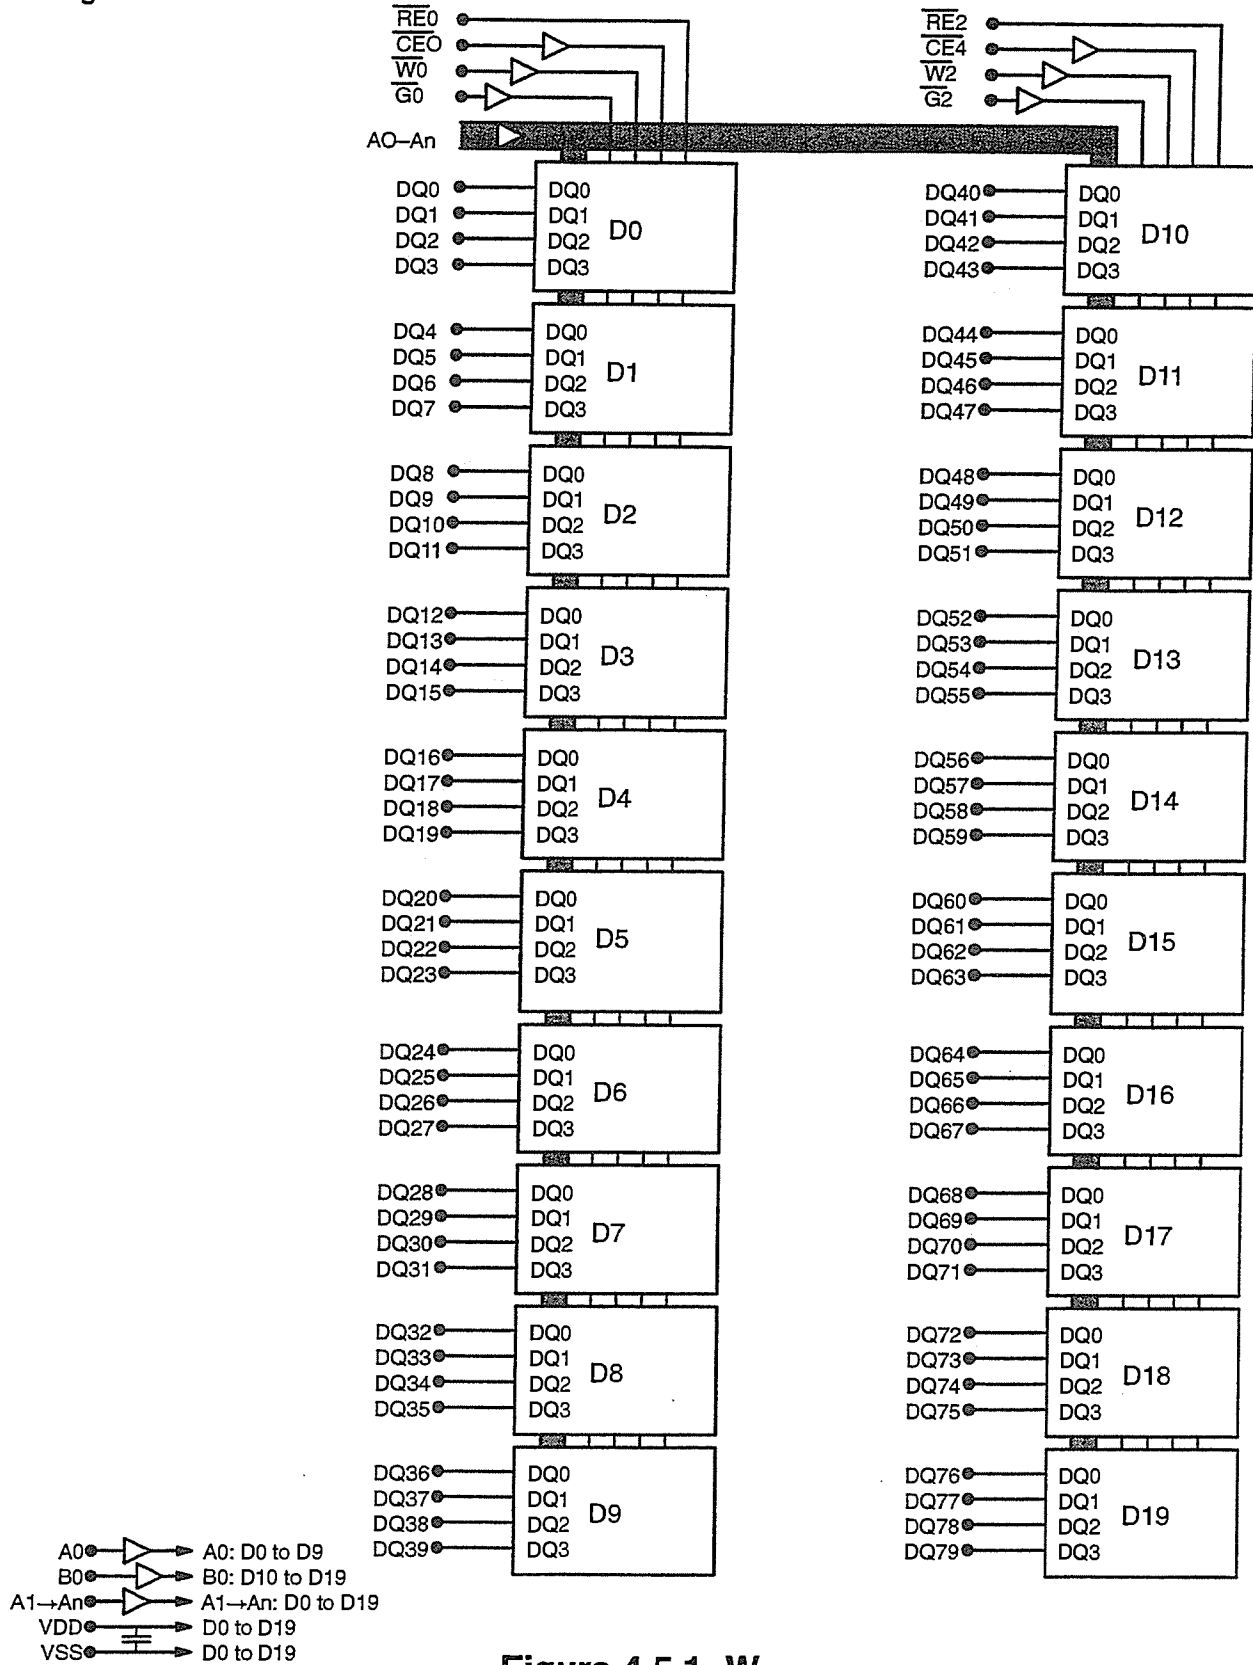 RE0
CEO
W0
G0
AO–An
DQ0 DQ0
DQ1 DQ1
DQ2 DQ2
DQ3 DQ3
D0
DQ4 DQ0
DQ5 DQ1
DQ6 DQ2
DQ7 DQ3
D1
DQ8 DQ0
DQ9 DQ1
DQ10 DQ2
DQ11 DQ3
D2
DQ12 DQ0
DQ13 DQ1
DQ14 DQ2
DQ15 DQ3
D3
DQ16 DQ0
DQ17 DQ1
DQ18 DQ2
DQ19 DQ3
D4
DQ20 DQ0
DQ21 DQ1
DQ22 DQ2
DQ23 DQ3
D5
DQ24 DQ0
DQ25 DQ1
DQ26 DQ2
DQ27 DQ3
D6
DQ28 DQ0
DQ29 DQ1
DQ30 DQ2
DQ31 DQ3
D7
DQ32 DQ0
DQ33 DQ1
DQ34 DQ2
DQ35 DQ3
D8
DQ36 DQ0
DQ37 DQ1
DQ38 DQ2
DQ39 DQ3
D9
RE2
CE4
W2
G2
DQ40 DQ0
DQ41 DQ1
DQ42 DQ2
DQ43 DQ3
D10
DQ44 DQ0
DQ45 DQ1
DQ46 DQ2
DQ47 DQ3
D11
DQ48 DQ0
DQ49 DQ1
DQ50 DQ2
DQ51 DQ3
D12
DQ52 DQ0
DQ53 DQ1
DQ54 DQ2
DQ55 DQ3
D13
DQ56 DQ0
DQ57 DQ1
DQ58 DQ2
DQ59 DQ3
D14
DQ60 DQ0
DQ61 DQ1
DQ62 DQ2
DQ63 DQ3
D15
DQ64 DQ0
DQ65 DQ1
DQ66 DQ2
DQ67 DQ3
D16
DQ68 DQ0
DQ69 DQ1
DQ70 DQ2
DQ71 DQ3
D17
DQ72 DQ0
DQ73 DQ1
DQ74 DQ2
DQ75 DQ3
D18
DQ76 DQ0
DQ77 DQ1
DQ78 DQ2
DQ79 DQ3
D19
A0 A0: D0 to D9
B0 B0: D10 to D19
A1→An A1→An: D0 to D19
VDD D0 to D19
VSS D0 to D19